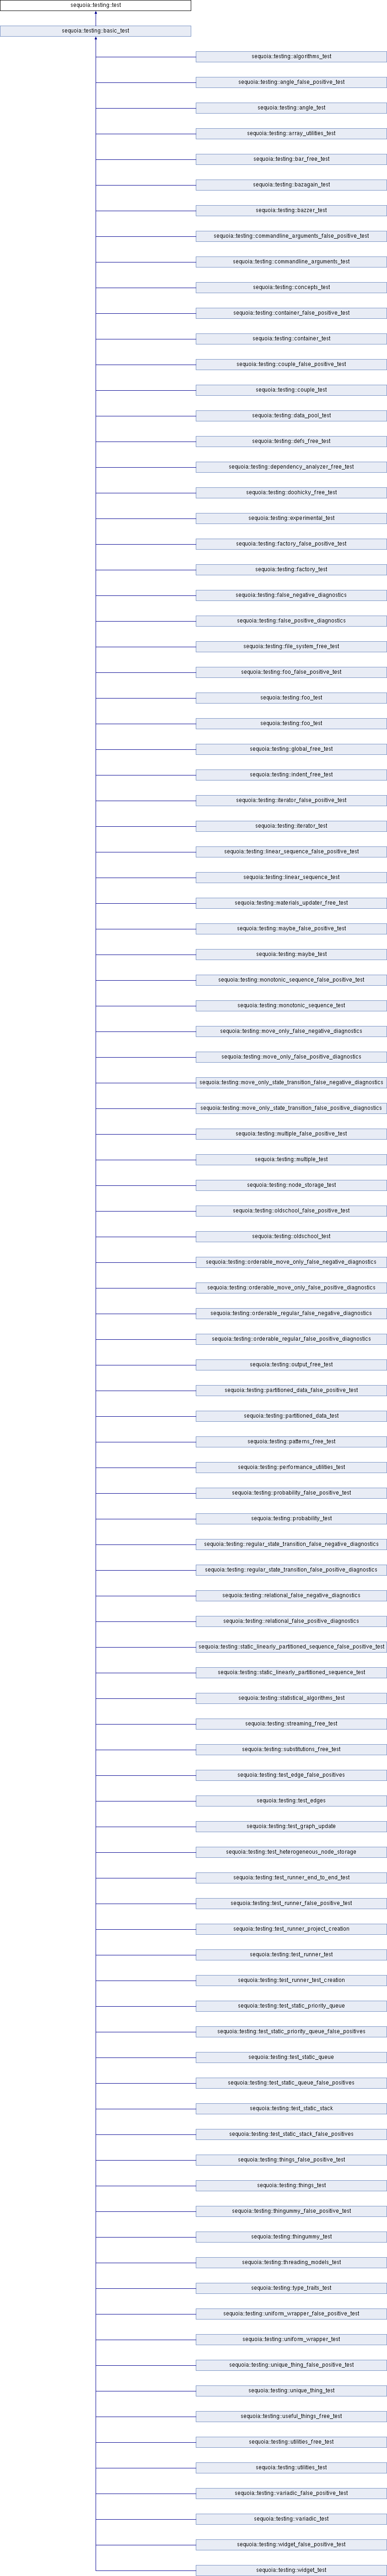 sequoia::testing::test
sequoia::testing::basic_test
sequoia::testing::algorithms_test
sequoia::testing::angle_false_positive_test
sequoia::testing::angle_test
sequoia::testing::array_utilities_test
sequoia::testing::bar_free_test
sequoia::testing::bazagain_test
sequoia::testing::bazzer_test
sequoia::testing::commandline_arguments_false_positive_test
sequoia::testing::commandline_arguments_test
sequoia::testing::concepts_test
sequoia::testing::container_false_positive_test
sequoia::testing::container_test
sequoia::testing::couple_false_positive_test
sequoia::testing::couple_test
sequoia::testing::data_pool_test
sequoia::testing::defs_free_test
sequoia::testing::dependency_analyzer_free_test
sequoia::testing::doohicky_free_test
sequoia::testing::experimental_test
sequoia::testing::factory_false_positive_test
sequoia::testing::factory_test
sequoia::testing::false_negative_diagnostics
sequoia::testing::false_positive_diagnostics
sequoia::testing::file_system_free_test
sequoia::testing::foo_false_positive_test
sequoia::testing::foo_test
sequoia::testing::foo_test
sequoia::testing::global_free_test
sequoia::testing::indent_free_test
sequoia::testing::iterator_false_positive_test
sequoia::testing::iterator_test
sequoia::testing::linear_sequence_false_positive_test
sequoia::testing::linear_sequence_test
sequoia::testing::materials_updater_free_test
sequoia::testing::maybe_false_positive_test
sequoia::testing::maybe_test
sequoia::testing::monotonic_sequence_false_positive_test
sequoia::testing::monotonic_sequence_test
sequoia::testing::move_only_false_negative_diagnostics
sequoia::testing::move_only_false_positive_diagnostics
sequoia::testing::move_only_state_transition_false_negative_diagnostics
sequoia::testing::move_only_state_transition_false_positive_diagnostics
sequoia::testing::multiple_false_positive_test
sequoia::testing::multiple_test
sequoia::testing::node_storage_test
sequoia::testing::oldschool_false_positive_test
sequoia::testing::oldschool_test
sequoia::testing::orderable_move_only_false_negative_diagnostics
sequoia::testing::orderable_move_only_false_positive_diagnostics
sequoia::testing::orderable_regular_false_negative_diagnostics
sequoia::testing::orderable_regular_false_positive_diagnostics
sequoia::testing::output_free_test
sequoia::testing::partitioned_data_false_positive_test
sequoia::testing::partitioned_data_test
sequoia::testing::patterns_free_test
sequoia::testing::performance_utilities_test
sequoia::testing::probability_false_positive_test
sequoia::testing::probability_test
sequoia::testing::regular_state_transition_false_negative_diagnostics
sequoia::testing::regular_state_transition_false_positive_diagnostics
sequoia::testing::relational_false_negative_diagnostics
sequoia::testing::relational_false_positive_diagnostics
sequoia::testing::static_linearly_partitioned_sequence_false_positive_test
sequoia::testing::static_linearly_partitioned_sequence_test
sequoia::testing::statistical_algorithms_test
sequoia::testing::streaming_free_test
sequoia::testing::substitutions_free_test
sequoia::testing::test_edge_false_positives
sequoia::testing::test_edges
sequoia::testing::test_graph_update
sequoia::testing::test_heterogeneous_node_storage
sequoia::testing::test_runner_end_to_end_test
sequoia::testing::test_runner_false_positive_test
sequoia::testing::test_runner_project_creation
sequoia::testing::test_runner_test
sequoia::testing::test_runner_test_creation
sequoia::testing::test_static_priority_queue
sequoia::testing::test_static_priority_queue_false_positives
sequoia::testing::test_static_queue
sequoia::testing::test_static_queue_false_positives
sequoia::testing::test_static_stack
sequoia::testing::test_static_stack_false_positives
sequoia::testing::things_false_positive_test
sequoia::testing::things_test
sequoia::testing::thingummy_false_positive_test
sequoia::testing::thingummy_test
sequoia::testing::threading_models_test
sequoia::testing::type_traits_test
sequoia::testing::uniform_wrapper_false_positive_test
sequoia::testing::uniform_wrapper_test
sequoia::testing::unique_thing_false_positive_test
sequoia::testing::unique_thing_test
sequoia::testing::useful_things_free_test
sequoia::testing::utilities_free_test
sequoia::testing::utilities_test
sequoia::testing::variadic_false_positive_test
sequoia::testing::variadic_test
sequoia::testing::widget_false_positive_test
sequoia::testing::widget_test